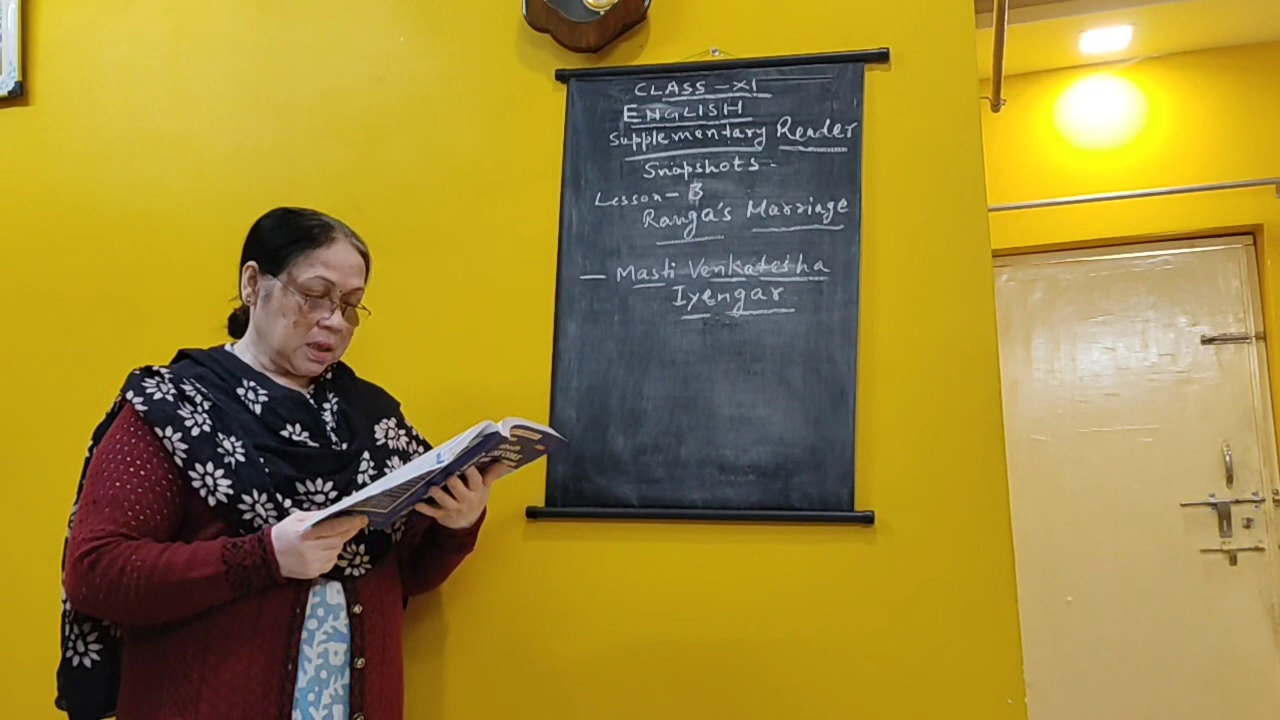 CLASS - XI
ENGLISH
Supplementary Reader
Snapshots -
Lesson - 3
Ranga's Marriage
— Masti Venkatesha
Iyengar